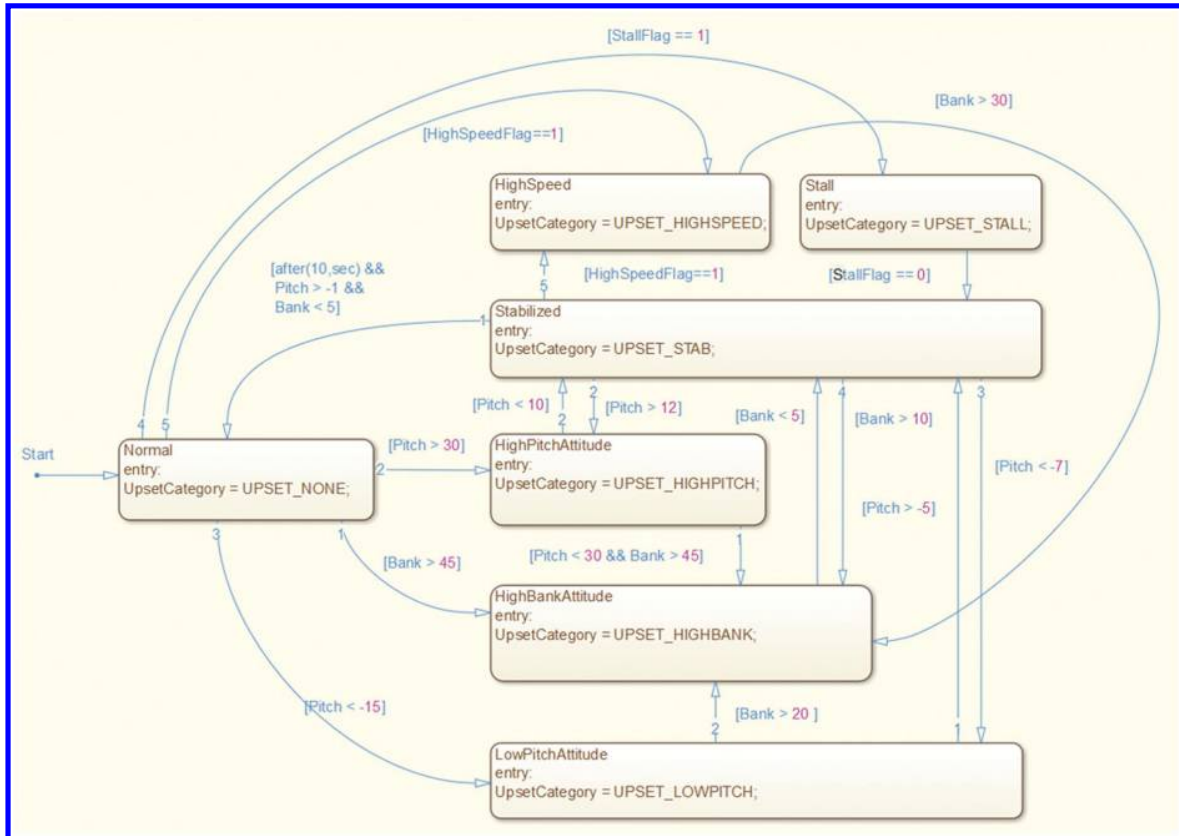 [StallFlag == 1]
[Bank > 30]
[HighSpeedFlag==1]
HighSpeed
entry:
UpsetCategory = UPSET_HIGHSPEED;
Stall
entry:
UpsetCategory = UPSET_STALL;
[after(10,sec) &&
Pitch > -1 &&
Bank < 5]
5
[HighSpeedFlag==1]
[StallFlag == 0]
1
Stabilized
entry:
UpsetCategory = UPSET_STAB;
2
4
3
[Pitch < 10]
2
[Pitch > 12]
[Bank < 5]
[Bank > 10]
4
5
Start
Normal
entry:
UpsetCategory = UPSET_NONE;
2
[Pitch > 30]
HighPitchAttitude
entry:
UpsetCategory = UPSET_HIGHPITCH;
[Pitch < -7]
[Pitch > -5]
3
1
1
[Bank > 45]
[Pitch < 30 && Bank > 45]
HighBankAttitude
entry:
UpsetCategory = UPSET_HIGHBANK;
[Pitch < -15]
2
[Bank > 20 ]
1
LowPitchAttitude
entry:
UpsetCategory = UPSET_LOWPITCH;